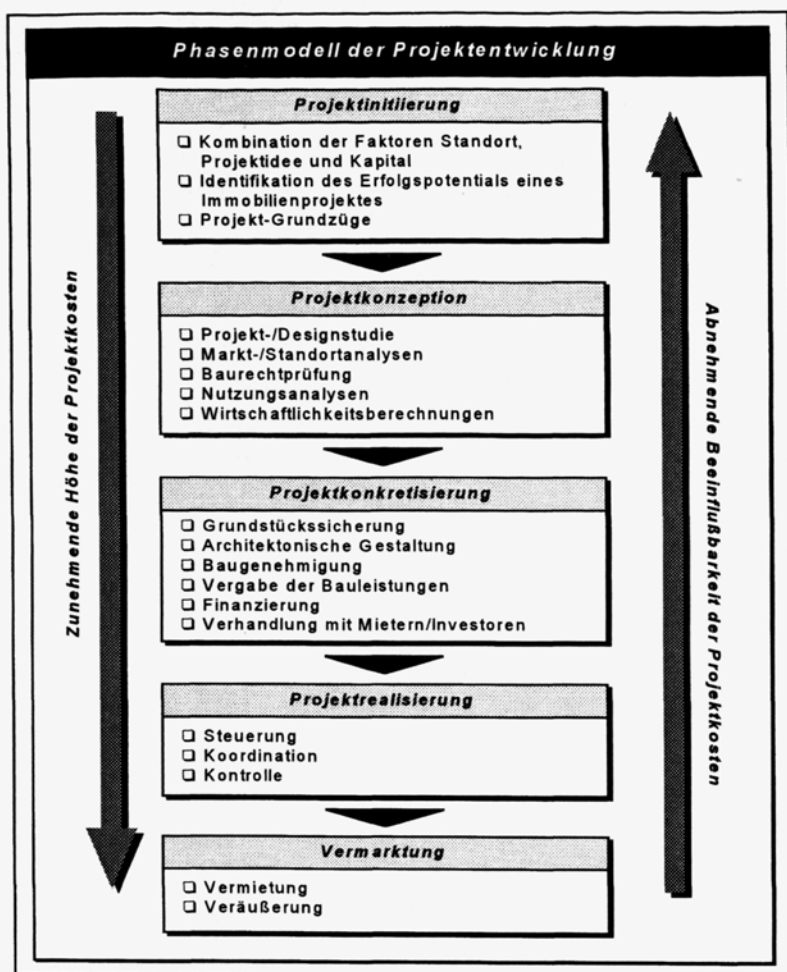 Phasenmodell der Projektentwicklung
Zunehmende Höhe der Projektkosten
Projektinitiierung
❑ Kombination der Faktoren Standort,
Projektidee und Kapital
❑ Identifikation des Erfolgspotentials eines
Immobilienprojektes
❑ Projekt-Grundzüge
Projektkonzeption
❑ Projekt-/Designstudie
❑ Markt-/Standortanalysen
❑ Baurechtprüfung
❑ Nutzungsanalysen
❑ Wirtschaftlichkeitsberechnungen
Projektkonkretisierung
❑ Grundstückssicherung
❑ Architektonische Gestaltung
❑ Baugenehmigung
❑ Vergabe der Bauleistungen
❑ Finanzierung
❑ Verhandlung mit Mietern/Investoren
Projektrealisierung
❑ Steuerung
❑ Koordination
❑ Kontrolle
Vermarktung
❑ Vermietung
❑ Veräußerung
Abnehmende Beeinflußbarkeit der Projektkosten